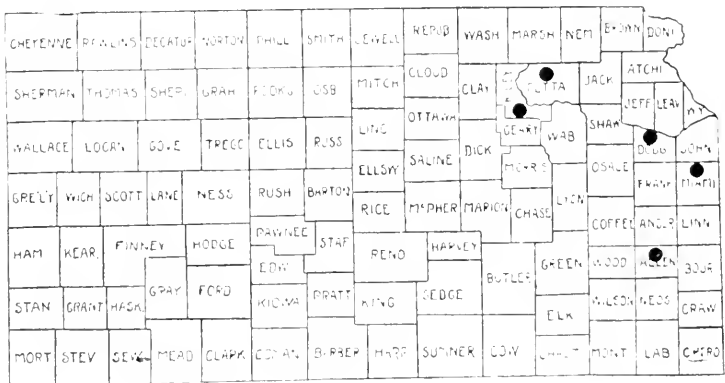 CHEYENNE RAWLINS DECATUR NORTON PHILL SMITH JEWELL REPUB WASH MARSH NEM BROWN DONI
SHERMAN THOMAS SHER GRAH ROOKS OSB MITCH CLOUD CLAY POTTA JACK ATCHI
JEFF LEAV WY
WALLACE LOGAN GOVE TREGO ELLIS RUSS LINC OTTAWA DICK GEARY WAB SHAW DOUG JOHN
ELLSW SALINE MORRIS OSAGE FRANK MIAMI
GREL'Y WICH SCOTT LANE NESS RUSH BARTON RICE McPHER MARION CHASE LYON COFFEE ANDER LINN
HAM KEAR. FINNEY HODGE PAWNEE STAF RENO HARVEY BUTLER GREEN WOOD ALLEN BOUR
EDW
STAN GRANT HASK. GRAY FORD KIOWA PRATT KING SEDGE ELK WILSON NEOS CRAW
MORT STEV SEW MEAD CLARK COMAN BARBER HARP SUMNER COW CHAUT MONT LAB CHERO